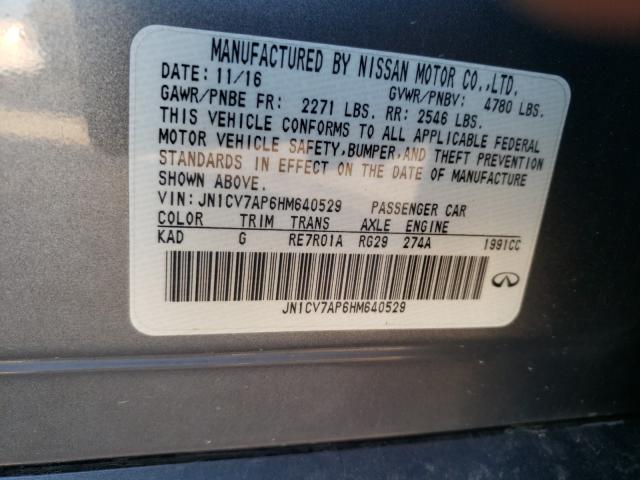 MANUFACTURED BY NISSAN MOTOR CO.,LTD.
DATE: 11/16 GVWR/PNBV: 4780 LBS.
GAWR/PNBE FR: 2271 LBS. RR: 2546 LBS.
THIS VEHICLE CONFORMS TO ALL APPLICABLE FEDERAL
MOTOR VEHICLE SAFETY,BUMPER,AND THEFT PREVENTION
STANDARDS IN EFFECT ON THE DATE OF MANUFACTURE
SHOWN ABOVE.
VIN: JN1CV7AP6HM640529 PASSENGER CAR
COLOR TRIM TRANS AXLE ENGINE
KAD G RE7R01A RG29 274A 1991CC
JN1CV7AP6HM640529